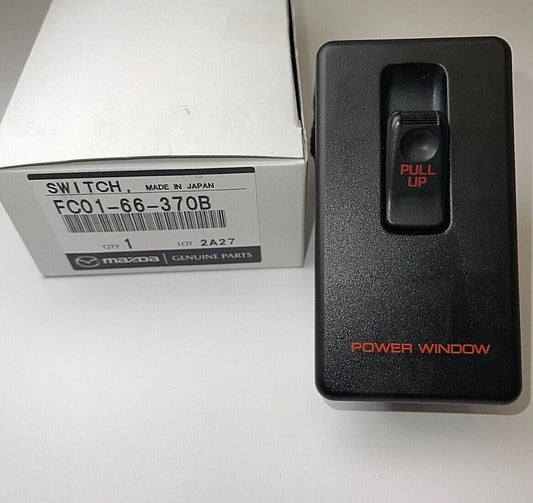 SWITCH, MADE IN JAPAN
FC01-66-370B
QTY 1 LOT 2A27
mazda GENUINE PARTS
PULL
UP
POWER WINDOW